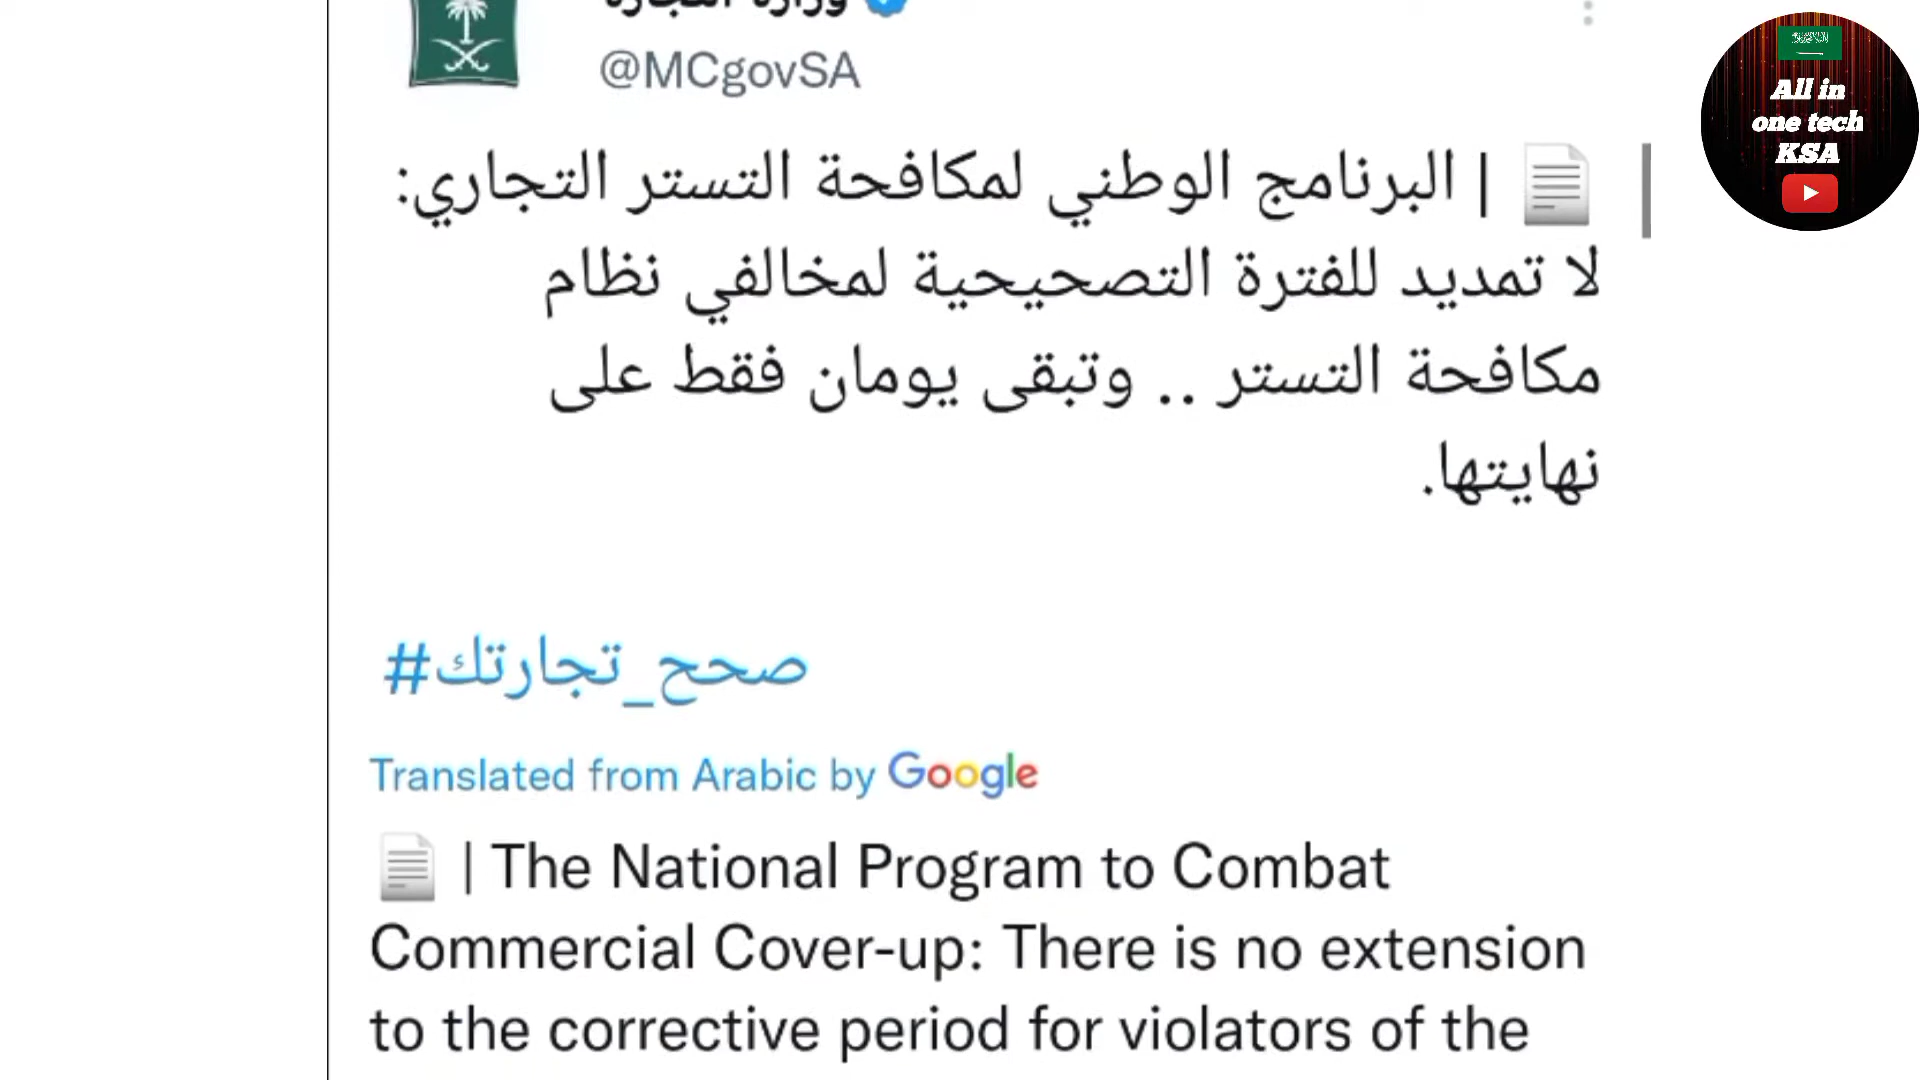 وزارة التجارة
@MCgovSA
| البرنامج الوطني لمكافحة التستر التجاري:
لا تمديد للفترة التصحيحية لمخالفي نظام
مكافحة التستر .. وتبقى يومان فقط على
نهايتها.
#صحح_تجارتك
Translated from Arabic by Google
| The National Program to Combat
Commercial Cover-up: There is no extension
to the corrective period for violators of the
All in
one tech
KSA